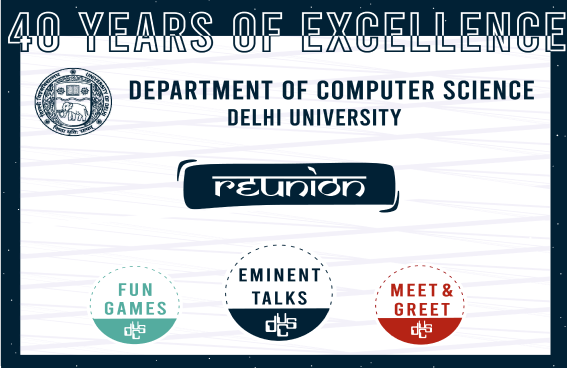 40 YEARS OF EXCELLENCE
DEPARTMENT OF COMPUTER SCIENCE
DELHI UNIVERSITY
reunion
FUN
GAMES
EMINENT
TALKS
MEET &
GREET